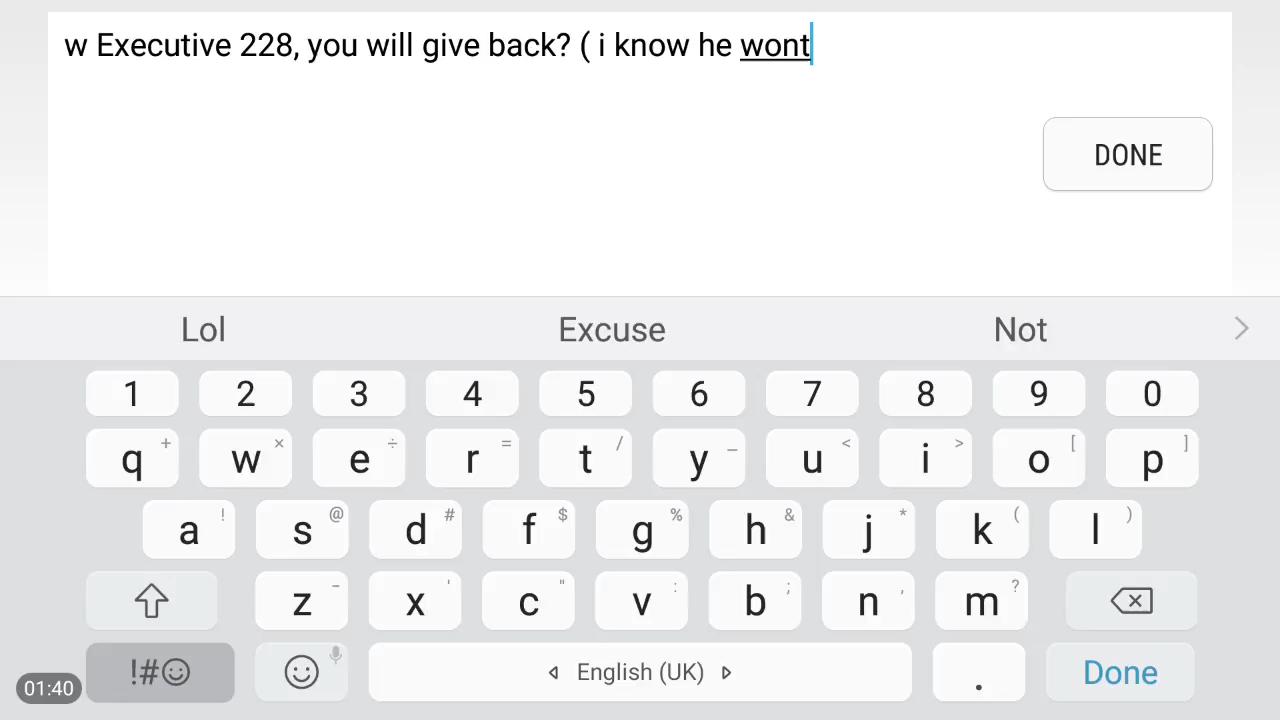 w Executive 228, you will give back? ( i know he wont
DONE
Lol Excuse Not
1 2 3 4 5 6 7 8 9 0
q + w × e ÷ r = t / y _ u < i > o [ p ]
a ! s @ d # f $ g % h & j * k ( l )
z - x ' c " v : b ; n , m ?
!# English (UK) . Done
01:40